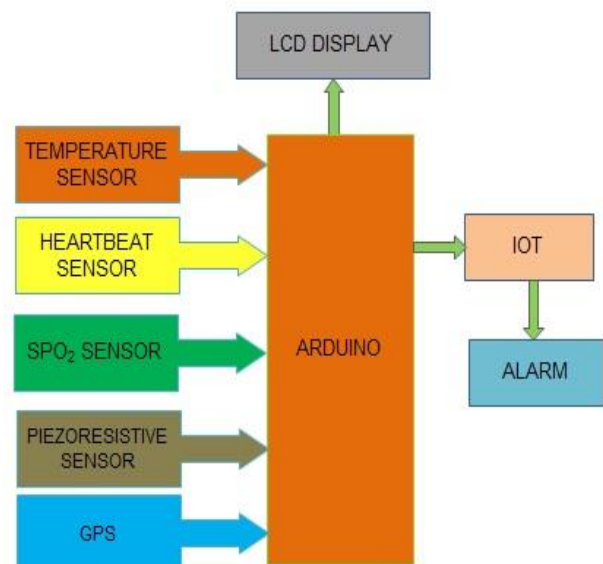 LCD DISPLAY
TEMPERATURE
SENSOR
HEARTBEAT
SENSOR
SPO₂ SENSOR
PIEZORESISTIVE
SENSOR
GPS
ARDUINO
IOT
ALARM